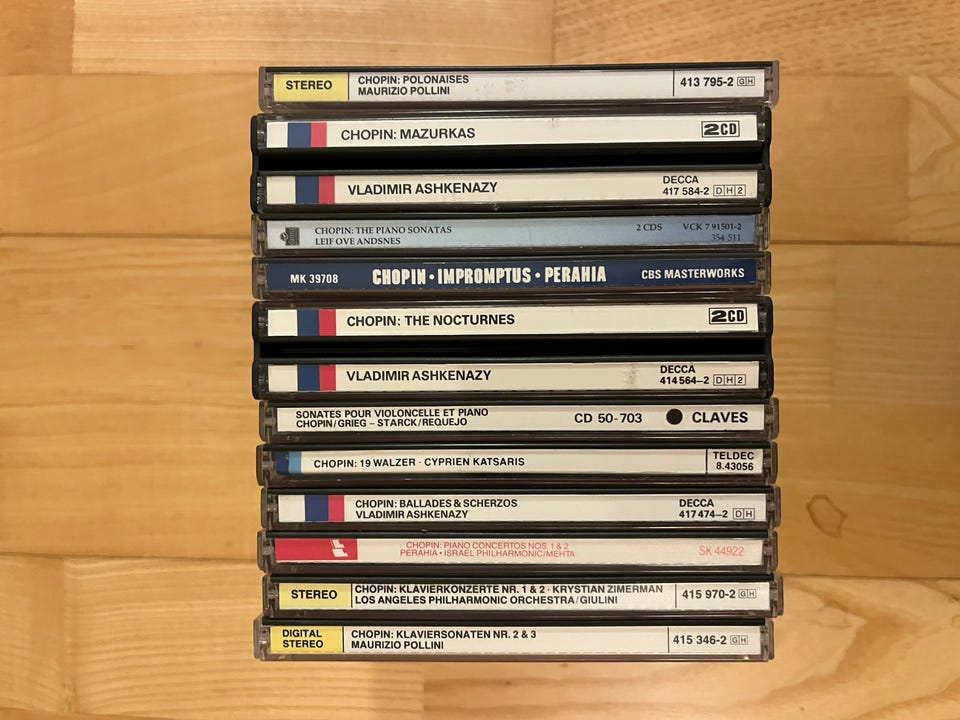 STEREO CHOPIN: POLONAISES 413 795-2 GH
MAURIZIO POLLINI
CHOPIN: MAZURKAS 2CD
VLADIMIR ASHKENAZY DECCA
417 584-2 DH2
CHOPIN: THE PIANO SONATAS 2 CDS VCK 7 91501-2
LEIF OVE ANDSNES 354 511
MK 39708 CHOPIN • IMPROMPTUS • PERAHIA CBS MASTERWORKS
CHOPIN: THE NOCTURNES 2CD
VLADIMIR ASHKENAZY DECCA
414 564–2 DH2
SONATES POUR VIOLONCELLE ET PIANO CD 50-703 CLAVES
CHOPIN/GRIEG – STARCK/REQUEJO
CHOPIN: 19 WALZER · CYPRIEN KATSARIS TELDEC
8.43056
CHOPIN: BALLADES & SCHERZOS DECCA
VLADIMIR ASHKENAZY 417 474–2 DH
CHOPIN: PIANO CONCERTOS NOS. 1 & 2 SK 44922
PERAHIA • ISRAEL PHILHARMONIC/MEHTA
STEREO CHOPIN: KLAVIERKONZERTE NR. 1 & 2 · KRYSTIAN ZIMERMAN 415 970-2 GH
LOS ANGELES PHILHARMONIC ORCHESTRA/GIULINI
DIGITAL STEREO CHOPIN: KLAVIERSONATEN NR. 2 & 3 415 346-2 GH
MAURIZIO POLLINI